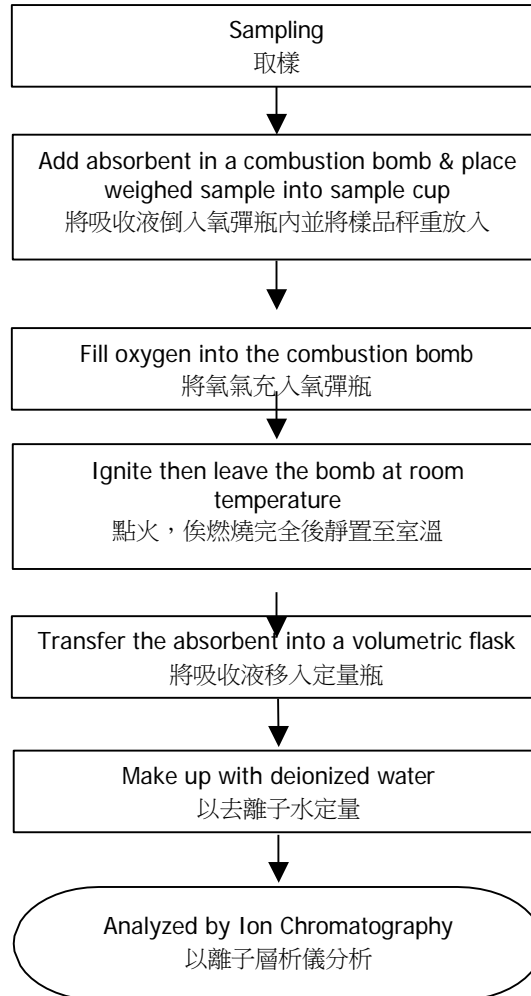 Sampling
取樣
Add absorbent in a combustion bomb & place
weighed sample into sample cup
將吸收液倒入氧彈瓶內並將樣品秤重放入
Fill oxygen into the combustion bomb
將氧氣充入氧彈瓶
Ignite then leave the bomb at room
temperature
點火，俟燃燒完全後靜置至室溫
Transfer the absorbent into a volumetric flask
將吸收液移入定量瓶
Make up with deionized water
以去離子水定量
Analyzed by Ion Chromatography
以離子層析儀分析